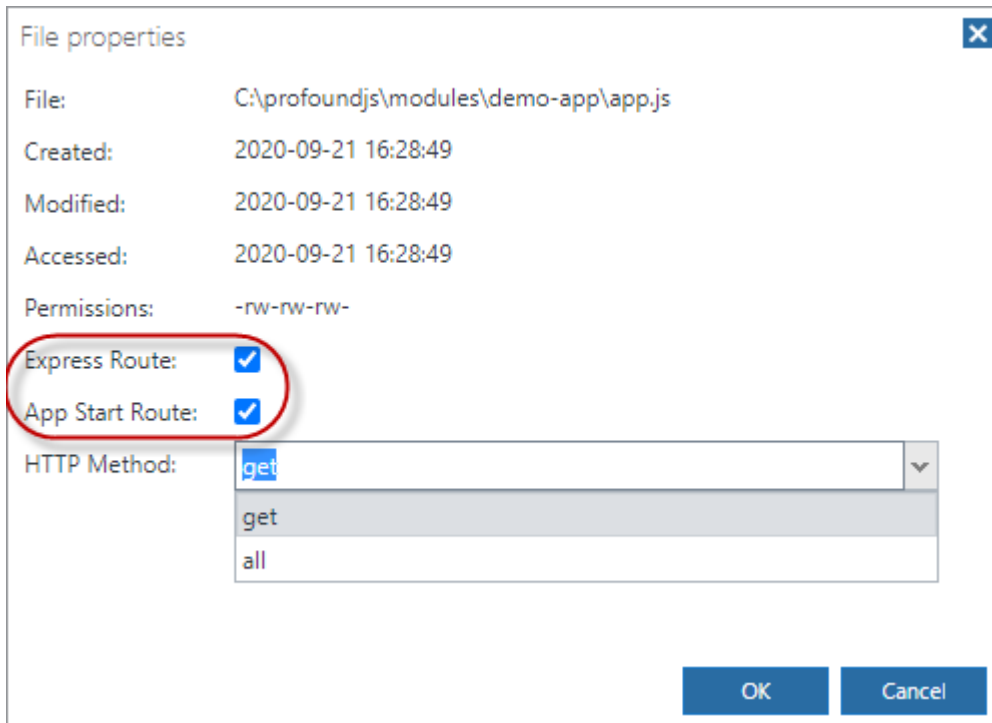 File properties
File: C:\profoundjs\modules\demo-app\app.js
Created: 2020-09-21 16:28:49
Modified: 2020-09-21 16:28:49
Accessed: 2020-09-21 16:28:49
Permissions: -rw-rw-rw-
Express Route:
App Start Route:
HTTP Method: get
get
all
OK Cancel